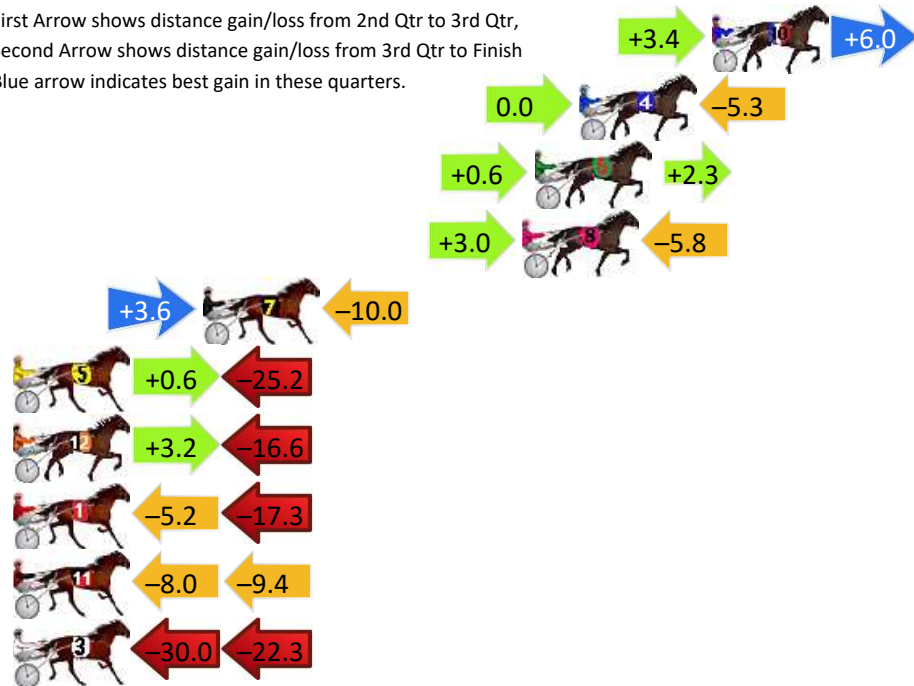 irst Arrow shows distance gain/loss from 2nd Qtr to 3rd Qtr,
econd Arrow shows distance gain/loss from 3rd Qtr to Finish
Blue arrow indicates best gain in these quarters.
+3.4 10 +6.0
0.0 4 –5.3
+0.6 6 +2.3
+3.0 8 –5.8
+3.6 7 –10.0
5 +0.6 –25.2
12 +3.2 –16.6
1 –5.2 –17.3
11 –8.0 –9.4
3 –30.0 –22.3